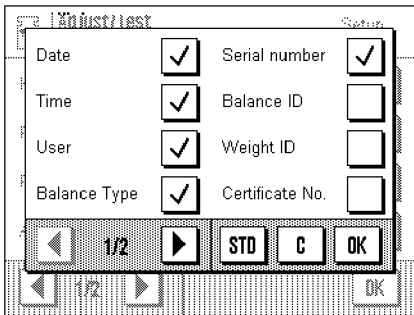 Adjust/Test Setup
Date Serial number
Time Balance ID
User Weight ID
Balance Type Certificate No.
1/2 STD C OK
1/2 OK